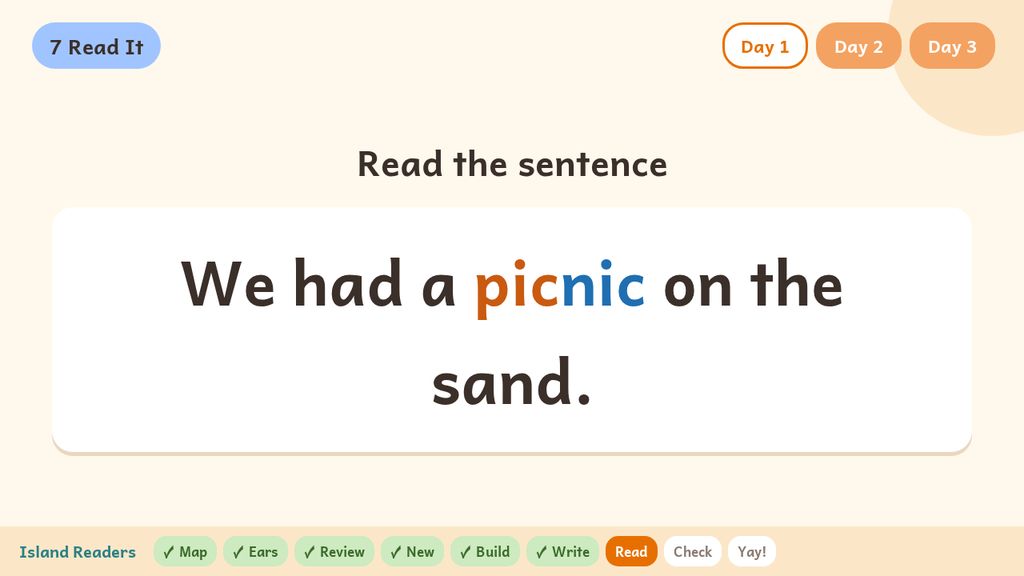 7 Read It
Day 1 Day 2 Day 3
Read the sentence
We had a picnic on the
sand.
Island Readers ✓ Map ✓ Ears ✓ Review ✓ New ✓ Build ✓ Write Read Check Yay!